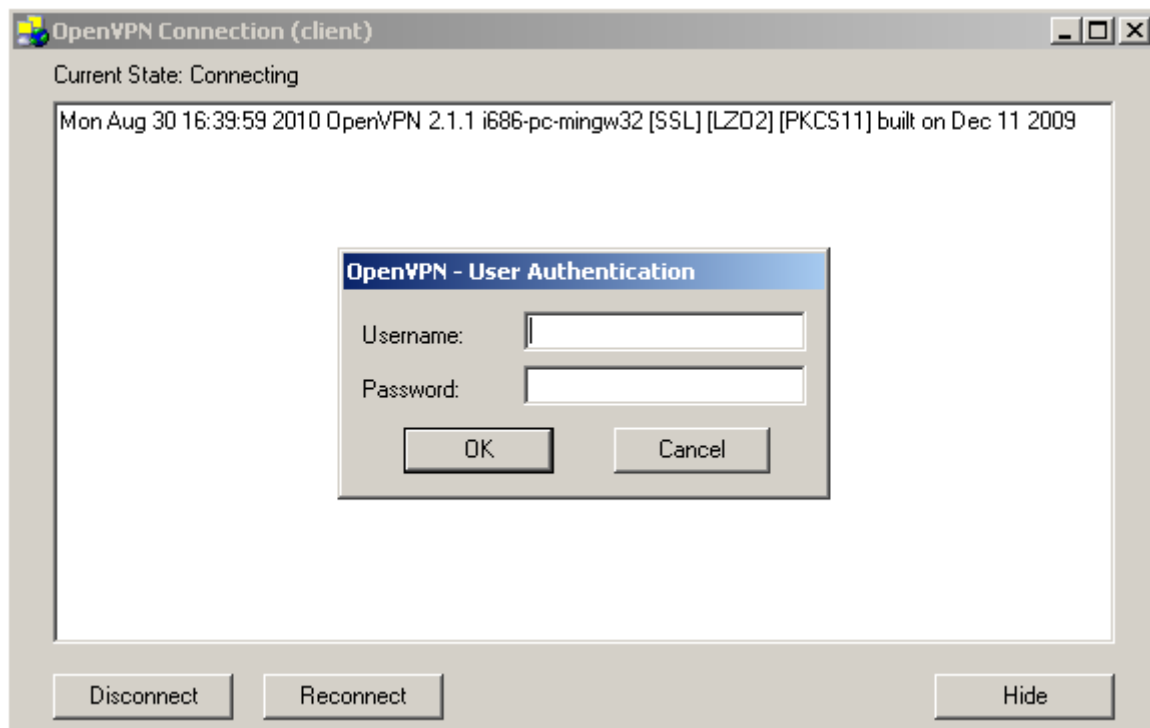 OpenVPN Connection (client)
Current State: Connecting
Mon Aug 30 16:39:59 2010 OpenVPN 2.1.1 i686-pc-mingw32 [SSL] [LZO2] [PKCS11] built on Dec 11 2009
OpenVPN - User Authentication
Username:
Password:
OK Cancel
Disconnect Reconnect Hide